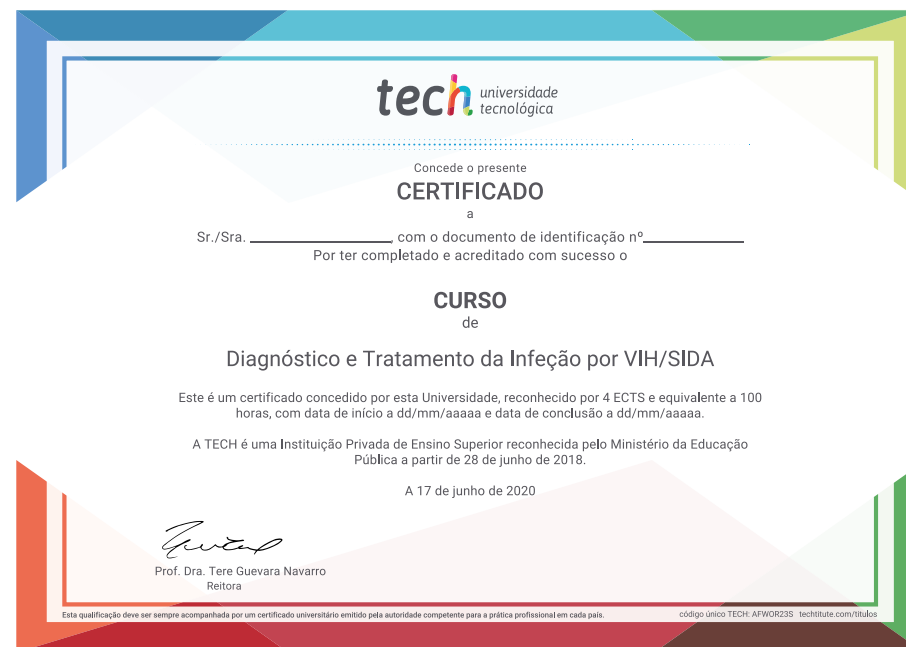 tech universidade
tecnológica
Concede o presente
CERTIFICADO
a
Sr./Sra. ____________________, com o documento de identificação nº______________
Por ter completado e acreditado com sucesso o
CURSO
de
Diagnóstico e Tratamento da Infeção por VIH/SIDA
Este é um certificado concedido por esta Universidade, reconhecido por 4 ECTS e equivalente a 100
horas, com data de início a dd/mm/aaaaa e data de conclusão a dd/mm/aaaaa.
A TECH é uma Instituição Privada de Ensino Superior reconhecida pelo Ministério da Educação
Pública a partir de 28 de junho de 2018.
A 17 de junho de 2020
Prof. Dra. Tere Guevara Navarro
Reitora
Esta qualificação deve ser sempre acompanhada por um certificado universitário emitido pela autoridade competente para a prática profissional em cada país.
código único TECH: AFWOR23S techtitute.com/titulos